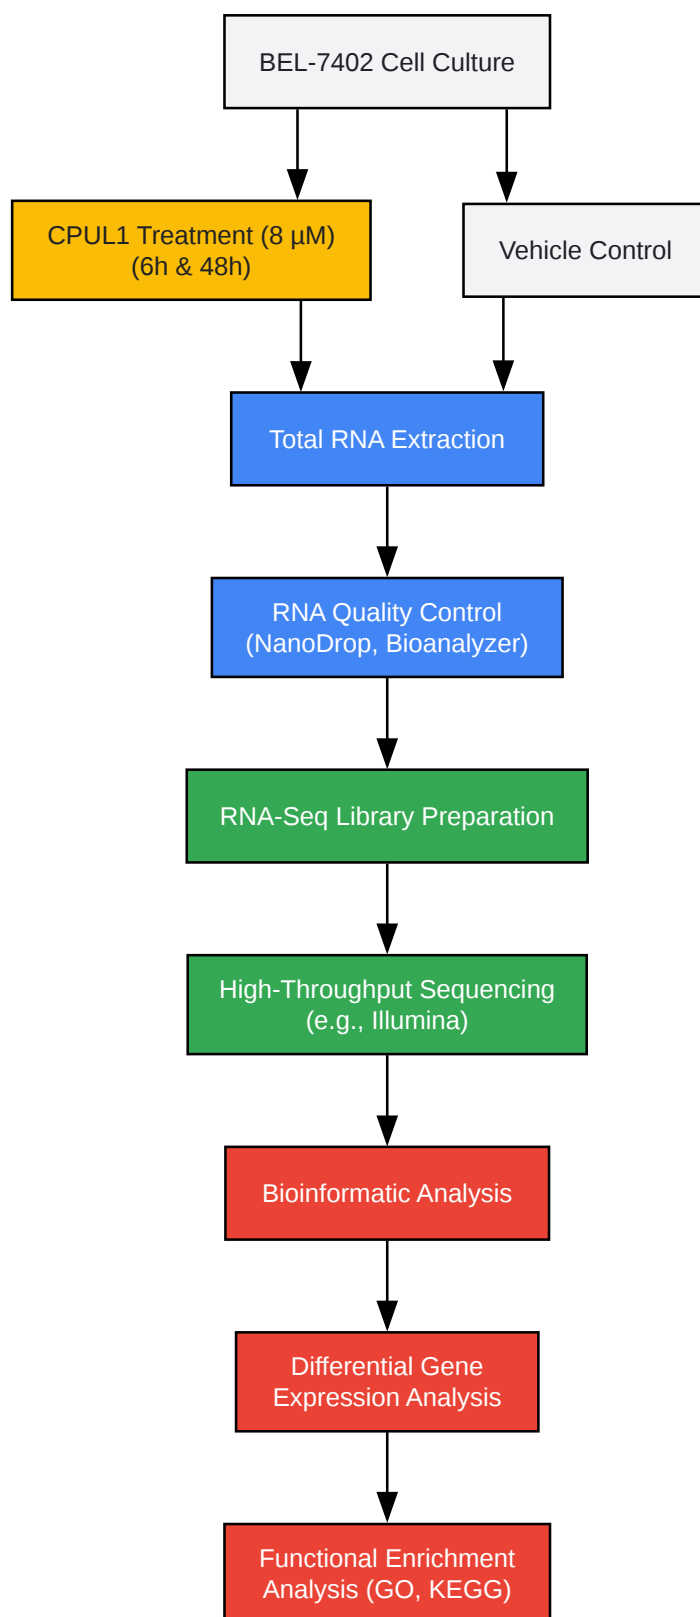 BEL-7402 Cell Culture
CPUL1 Treatment (8 µM)
(6h & 48h)
Vehicle Control
Total RNA Extraction
RNA Quality Control
(NanoDrop, Bioanalyzer)
RNA-Seq Library Preparation
High-Throughput Sequencing
(e.g., Illumina)
Bioinformatic Analysis
Differential Gene
Expression Analysis
Functional Enrichment
Analysis (GO, KEGG)